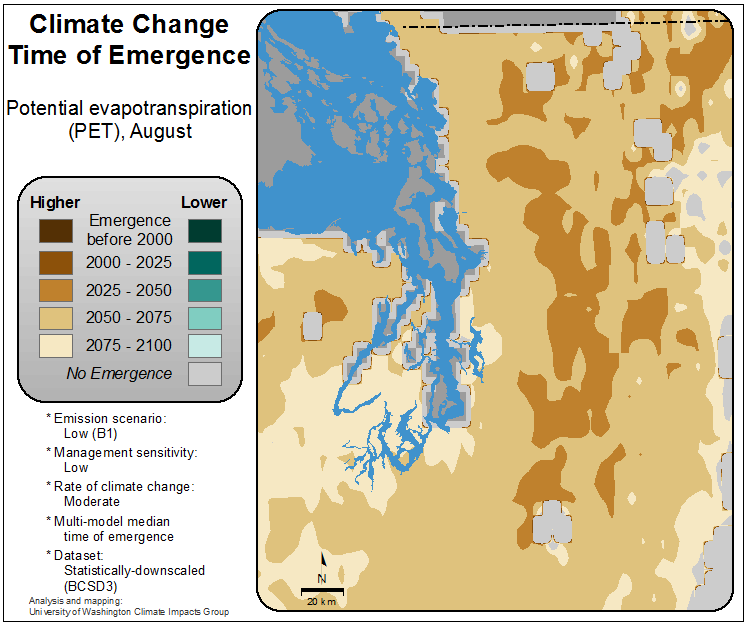 Climate Change
Time of Emergence
Potential evapotranspiration
(PET), August
Higher
Lower
Emergence
before 2000
2000 - 2025
2025 - 2050
2050 - 2075
2075 - 2100
No Emergence
* Emission scenario:
Low (B1)
* Management sensitivity:
Low
* Rate of climate change:
Moderate
* Multi-model median
time of emergence
* Dataset:
Statistically-downscaled
(BCSD3)
Analysis and mapping:
University of Washington Climate Impacts Group
N
20 km